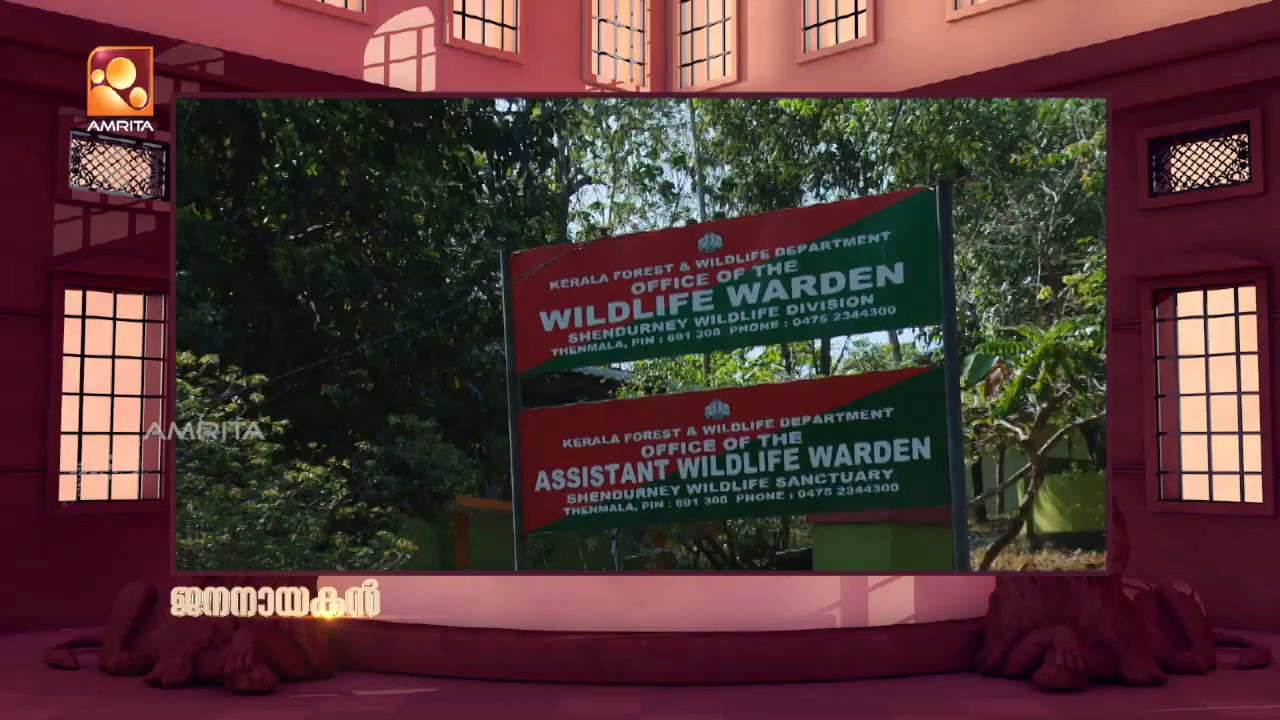 AMRITA
KERALA FOREST & WILDLIFE DEPARTMENT
OFFICE OF THE
WILDLIFE WARDEN
SHENDURNEY WILDLIFE DIVISION
THENMALA, PIN : 691 308 PHONE : 0475 2344300
KERALA FOREST & WILDLIFE DEPARTMENT
OFFICE OF THE
ASSISTANT WILDLIFE WARDEN
SHENDURNEY WILDLIFE SANCTUARY
THENMALA, PIN : 691 308 PHONE : 0475 2344300
AMRITA
ജനനായകൻ